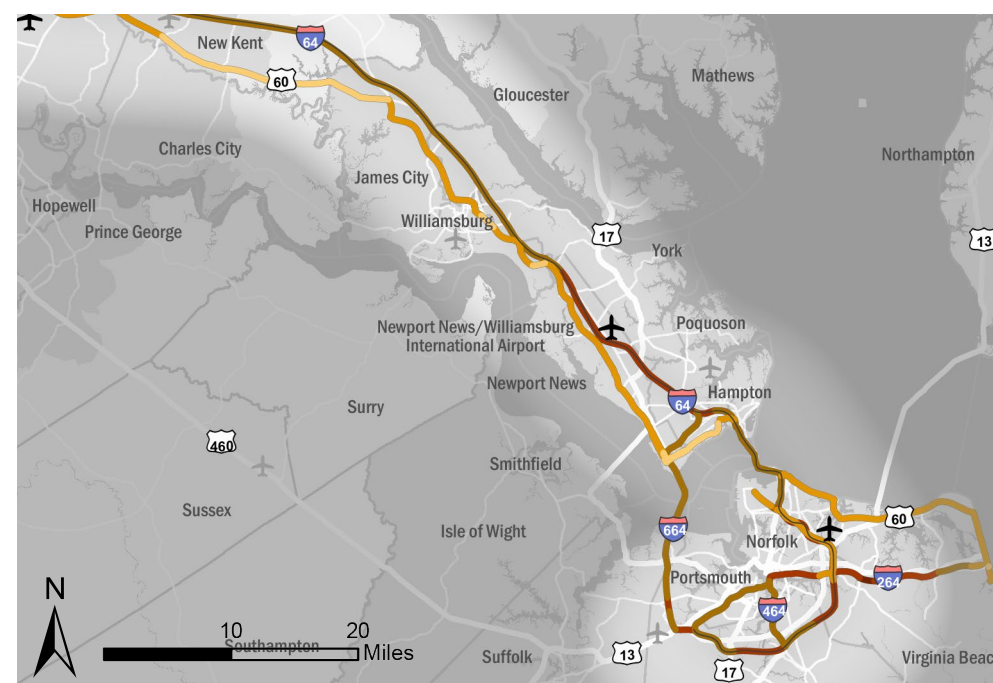 New Kent
64
60
Mathews
Gloucester
Charles City
Northampton
James City
Hopewell
Williamsburg
Prince George
17
13
York
Newport News/Williamsburg
International Airport
Poquoson
Newport News
Hampton
64
Surry
460
Smithfield
Sussex
Isle of Wight
60
664
Norfolk
Portsmouth
264
N
464
10
20
Southampton
Miles
13
Suffolk
17
Virginia Beac